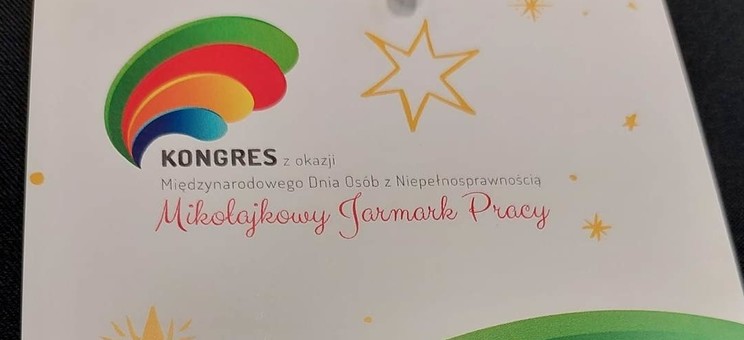 KONGRES z okazji
Międzynarodowego Dnia Osób z Niepełnosprawnością
Mikołajkowy Jarmark Pracy